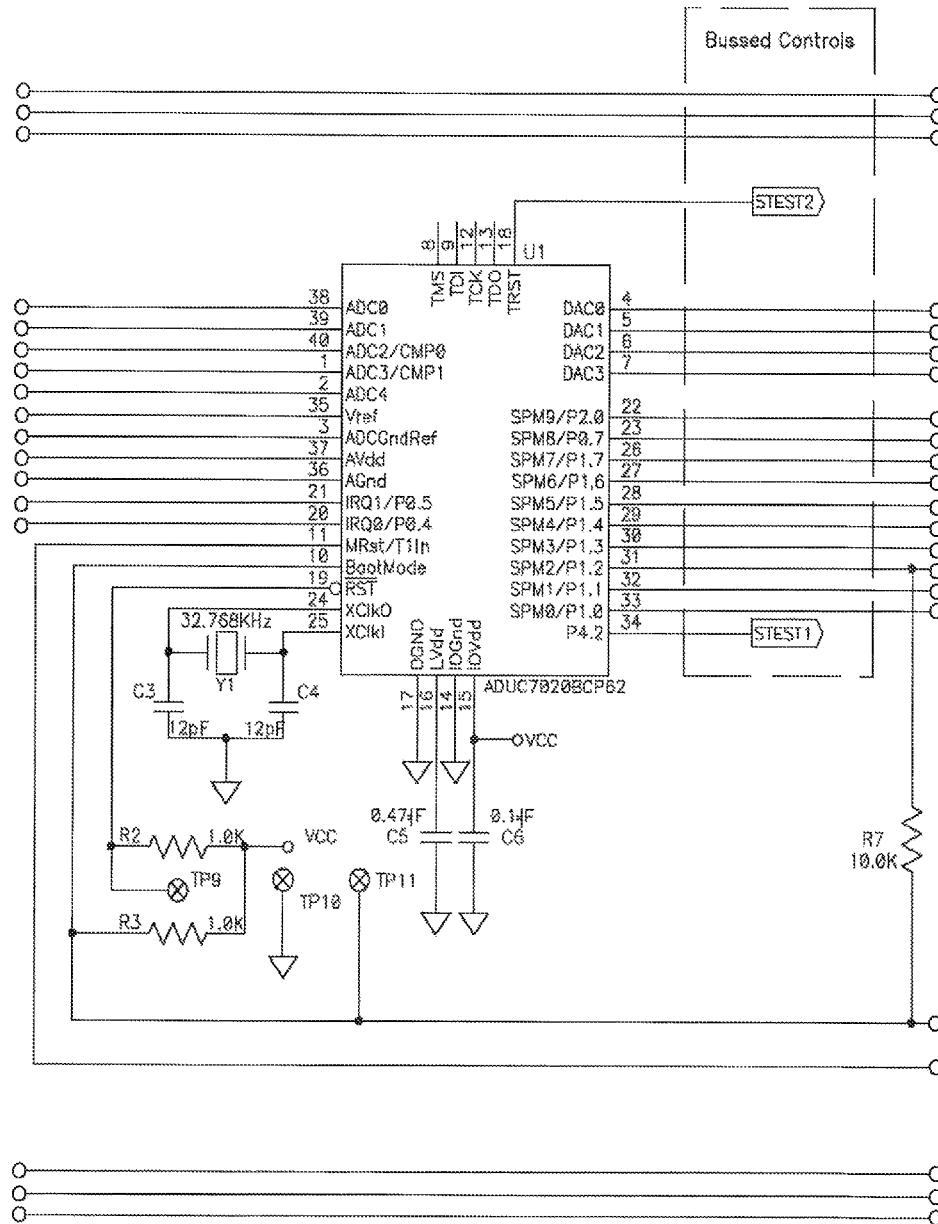 Bussed Controls
STEST2
8
9
12
13
18
U1
TMS
TDI
TCK
TDO
TRST
38
ADC0
39
ADC1
40
ADC2/CMP0
1
ADC3/CMP1
2
ADC4
35
Vref
3
ADCGndRef
37
AVdd
36
AGnd
21
IRQ1/P0.5
20
IRQ0/P0.4
11
MRst/T1In
10
BootMode
19
RST
24
XClkO
25
XClkI
DAC0
4
DAC1
5
DAC2
6
DAC3
7
SPM9/P2.0
22
SPM8/P0.7
23
SPM7/P1.7
26
SPM6/P1.6
27
SPM5/P1.5
28
SPM4/P1.4
29
SPM3/P1.3
30
SPM2/P1.2
31
SPM1/P1.1
32
SPM0/P1.0
33
P4.2
34
STEST1
DGND
LVdd
IOGnd
IOVdd
17
16
14
15
ADUC7020BCP62
32.768KHz
Y1
C3
C4
12pF
12pF
VCC
0.47
C5
0.1
C6
R2
1.0K
VCC
TP9
TP10
TP11
R3
1.0K
R7
10.0K